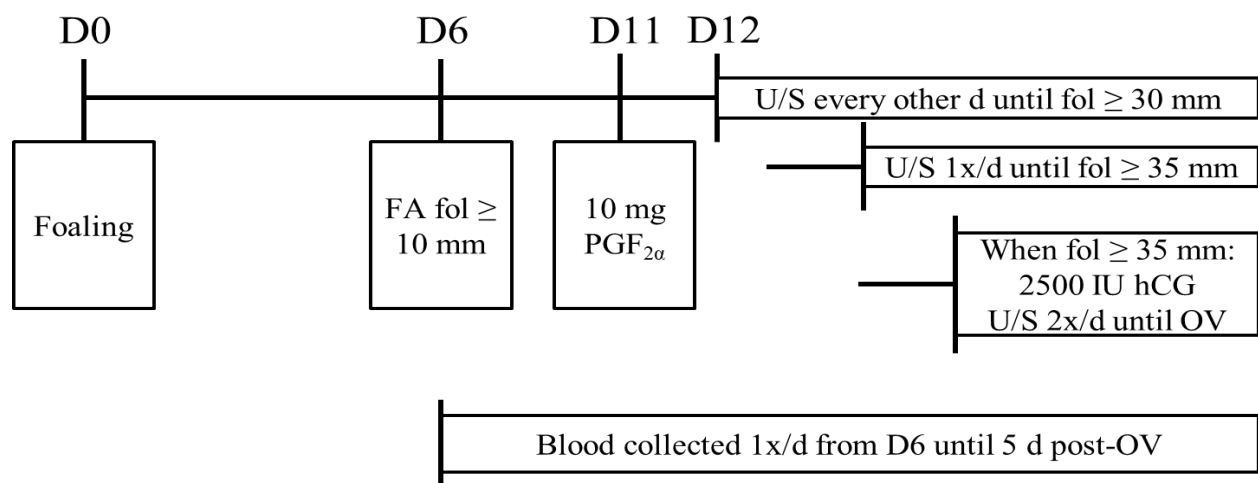 D0
D6
D11
D12
U/S every other d until fol ≥ 30 mm
U/S 1x/d until fol ≥ 35 mm
Foaling
FA fol ≥
10 mm
10 mg
PGF₂α
When fol ≥ 35 mm:
2500 IU hCG
U/S 2x/d until OV
Blood collected 1x/d from D6 until 5 d post-OV